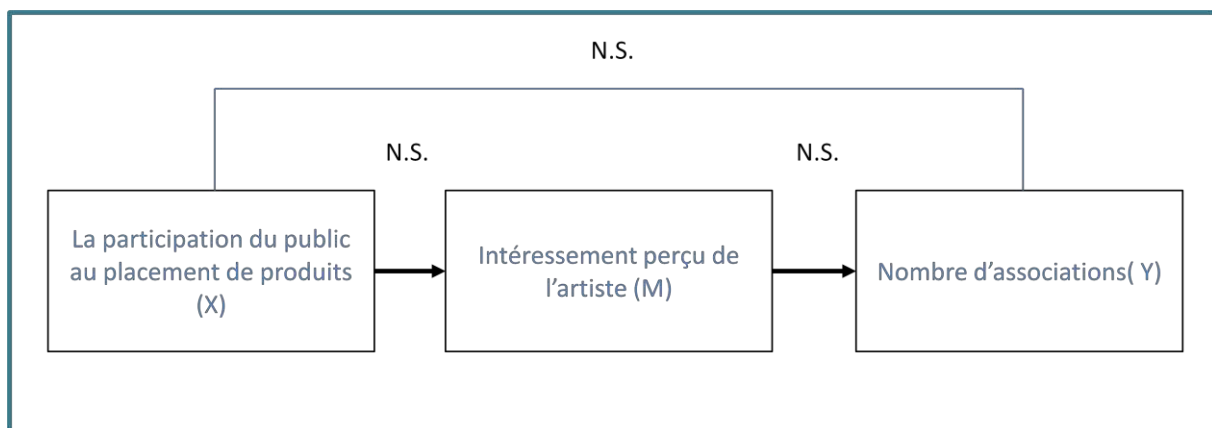 N.S.
N.S.
N.S.
La participation du public
au placement de produits
(X)
Intéressement perçu de
l’artiste (M)
Nombre d’associations( Y)